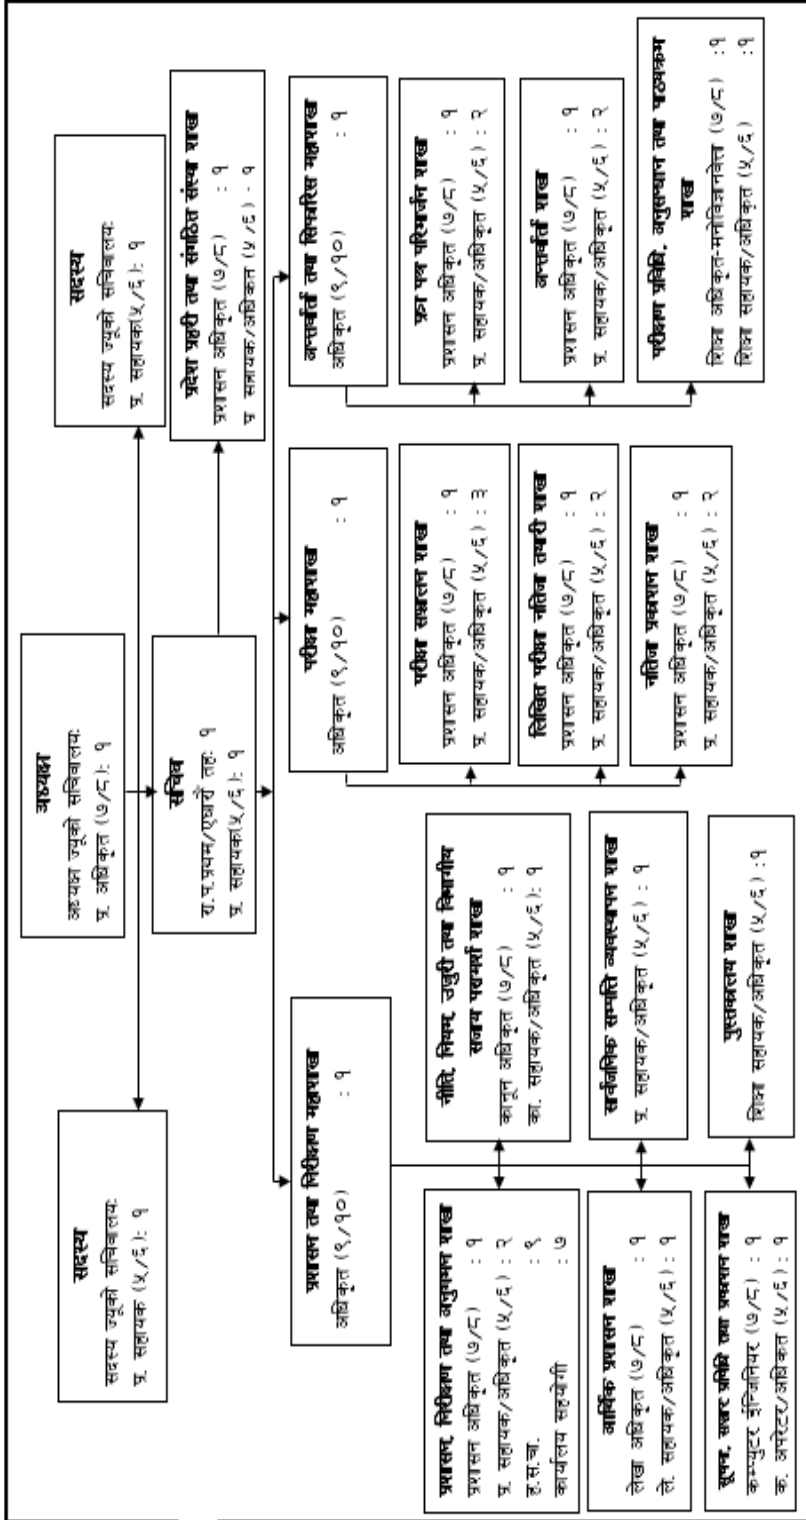 अध्यक्ष
अध्यक्ष ज्यूको सचिवालयः
प्र. अधिकृत (७/८): १
सदस्य
सदस्य ज्यूको सचिवालयः
प्र. सहायक (५/६): १
सदस्य
सदस्य ज्यूको सचिवालयः
प्र. सहायक(५/६): १
सचिव
रा.प.प्रथम/एघारौ तहः १
प्र. सहायक(५/६): १
प्रदेश प्रहरी तथा संगठित संस्था शाखा
प्रशासन अधिकृत (७/८) : १
प्र सहायक/अधिकृत (५/६) - १
प्रशासन तथा निरीक्षण महाशाखा
अधिकृत (९/१०) : १
परीक्षा महाशाखा
अधिकृत (९/१०) : १
अन्तर्वार्ता तथा सिफारिस महाशाखा
अधिकृत (९/१०) : १
प्रशासन, निरीक्षण तथा अनुगमन शाखा
प्रशासन अधिकृत (७/८) : १
प्र. सहायक/अधिकृत (५/६) : २
ह.स.चा. : ९
कार्यालय सहयोगी : ७
नीति, नियम, उजुरी तथा विभागीय
सजाय परामर्श शाखा
कानून अधिकृत (७/८) : १
का. सहायक/अधिकृत (५/६): १
आर्थिक प्रशासन शाखा
लेखा अधिकृत (७/८) : १
ले. सहायक/अधिकृत (५/६) : १
सार्वजनिक सम्पत्ति व्यवस्थापन शाखा
प्र. सहायक/अधिकृत (५/६) : १
सूचना, सञ्चार प्रविधि तथा प्रकाशन शाखा
कम्प्युटर ईन्जिनियर (७/८) : १
क. अपरेटर/अधिकृत (५/६) : १
पुस्तकालय शाखा
शिक्षा सहायक/अधिकृत (५/६) :१
परीक्षा सञ्चालन शाखा
प्रशासन अधिकृत (७/८) : १
प्र. सहायक/अधिकृत (५/६) : ३
लिखित परीक्षा नतिजा तयारी शाखा
प्रशासन अधिकृत (७/८) : १
प्र. सहायक/अधिकृत (५/६) : २
नतिजा प्रकाशन शाखा
प्रशासन अधिकृत (७/८) : १
प्र. सहायक/अधिकृत (५/६) : २
प्रश्न पत्र परिमार्जन शाखा
प्रशासन अधिकृत (७/८) : १
प्र. सहायक/अधिकृत (५/६) : २
अन्तर्वार्ता शाखा
प्रशासन अधिकृत (७/८) : १
प्र. सहायक/अधिकृत (५/६) : २
परीक्षण प्रविधि, अनुसन्धान तथा पाठ्यक्रम
शाखा
शिक्षा अधिकृत-मनोविज्ञानवेत्ता (७/८) :१
शिक्षा सहायक/अधिकृत (५/६) :१